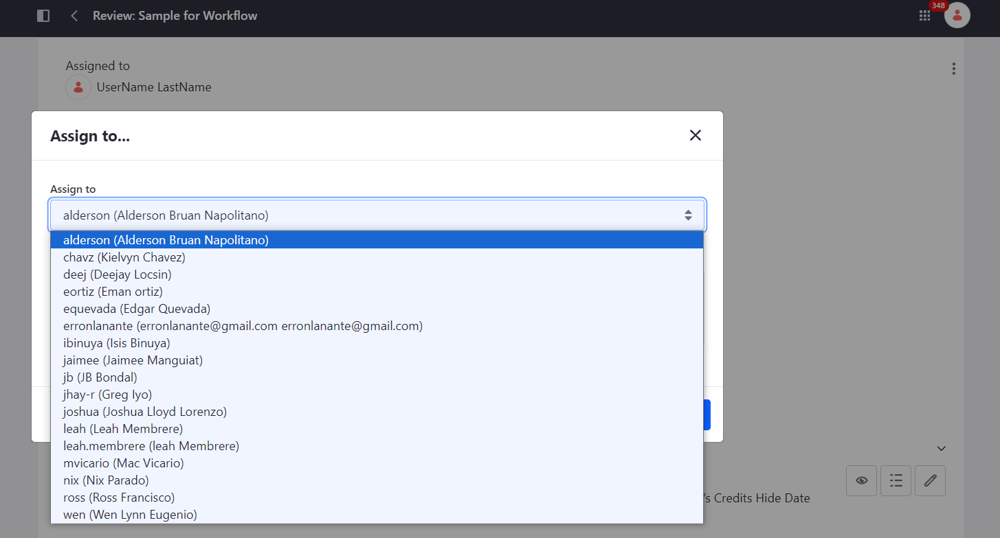 Review: Sample for Workflow
348
Assigned to
UserName LastName
Assign to...
Assign to
alderson (Alderson Bruan Napolitano)
alderson (Alderson Bruan Napolitano)
chavz (Kielvyn Chavez)
deej (Deejay Locsin)
eortiz (Eman ortiz)
equevada (Edgar Quevada)
erronlanante (erronlanante@gmail.com erronlanante@gmail.com)
ibinuya (Isis Binuya)
jaimee (Jaimee Manguiat)
jb (JB Bondal)
jhay-r (Greg Iyo)
joshua (Joshua Lloyd Lorenzo)
leah (Leah Membrere)
leah.membrere (leah Membrere)
mvicario (Mac Vicario)
nix (Nix Parado)
ross (Ross Francisco)
's Credits Hide Date
wen (Wen Lynn Eugenio)